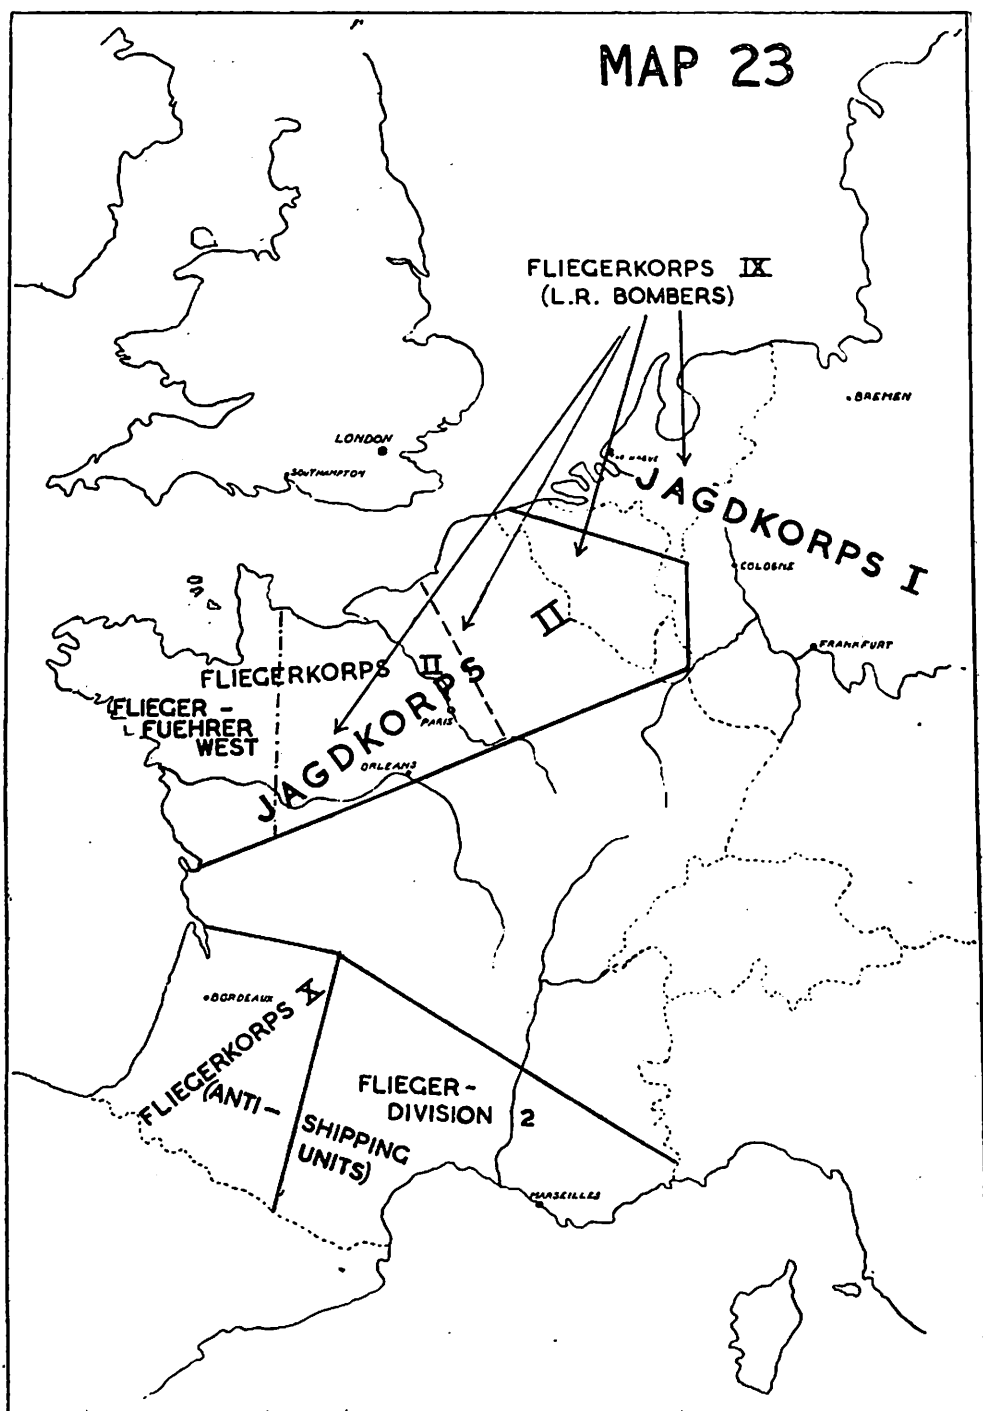 MAP 23
FLIEGERKORPS IX
(L.R. BOMBERS)
BREMEN
LONDON
SOUTHAMPTON
HAGUE
JAGDKORPS I
COLOGNE
FRANKFURT
FLIEGERKORPS II
FLIEGER-
FUEHRER
WEST
JAGDKORPS II
PARIS
ORLEANS
BORDEAUX
FLIEGERKORPS X
(ANTI-SHIPPING
UNITS)
FLIEGER-
DIVISION 2
MARSEILLES